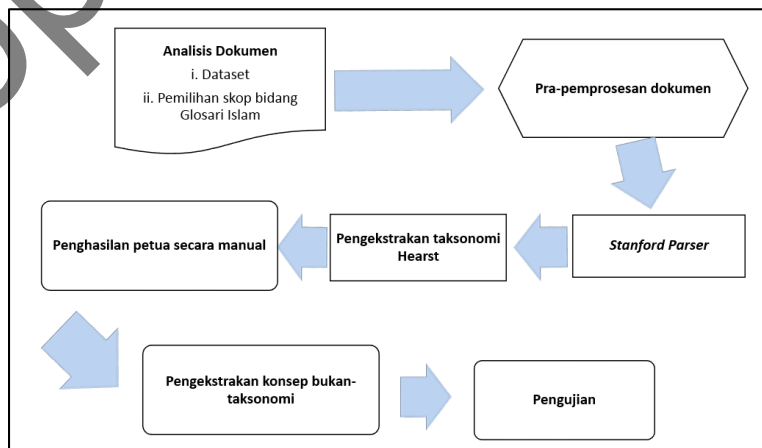 Analisis Dokumen
i. Dataset
ii. Pemilihan skop bidang
Glosari Islam
Pra-pemprosesan dokumen
Stanford Parser
Pengekstrakan taksonomi
Hearst
Penghasilan petua secara manual
Pengekstrakan konsep bukan-
taksonomi
Pengujian